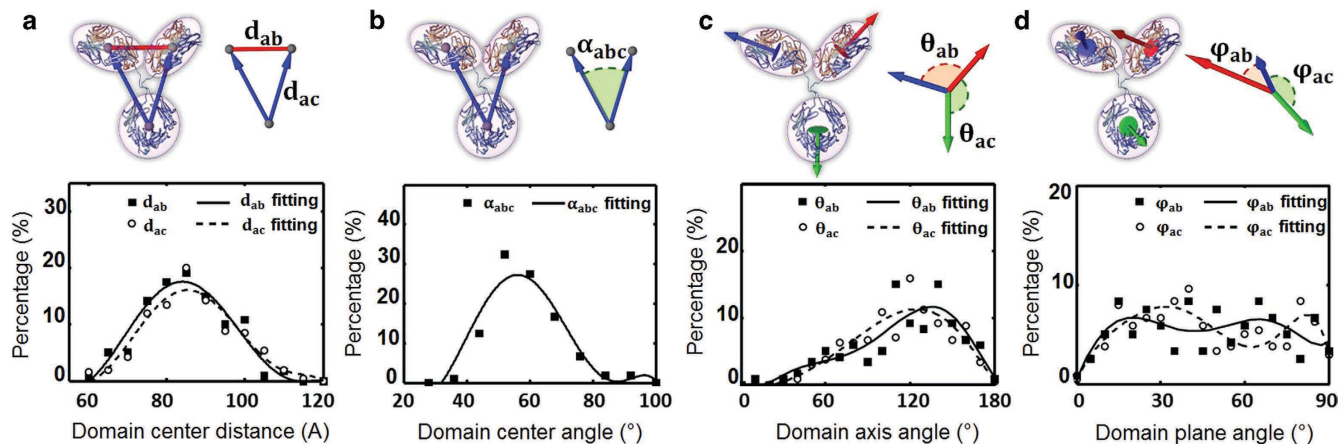 a
d_ab
d_ac
35
30
20
10
0
Percentage (%)
d_ab
d_ab fitting
d_ac
d_ac fitting
60
80
100
120
Domain center distance (A)
b
α_abc
50
40
30
20
10
0
Percentage (%)
α_abc
α_abc fitting
20
40
60
80
100
Domain center angle (°)
c
θ_ab
θ_ac
30
20
10
0
Percentage (%)
θ_ab
θ_ab fitting
θ_ac
θ_ac fitting
0
60
120
180
Domain axis angle (°)
d
φ_ab
φ_ac
20
10
0
Percentage (%)
φ_ab
φ_ab fitting
φ_ac
φ_ac fitting
0
30
60
90
Domain plane angle (°)